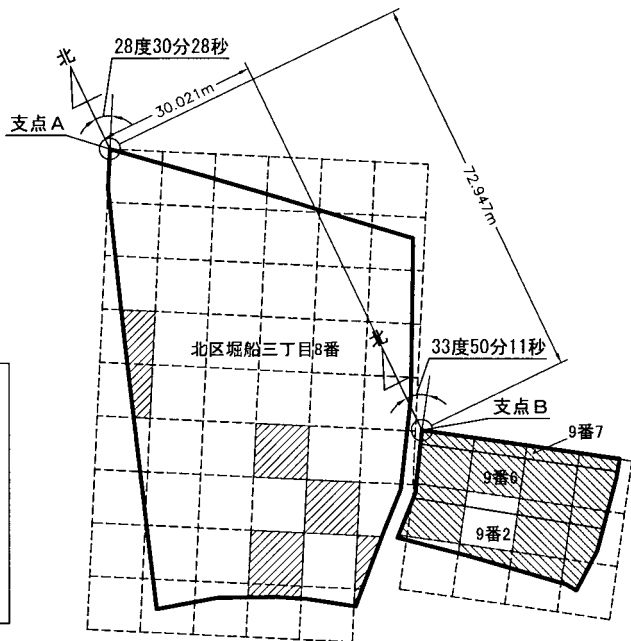 28度30分28秒
北
30.021m
支点A
72.947m
北区堀船三丁目8番
北
33度50分11秒
支点B
9番7
9番6
9番2